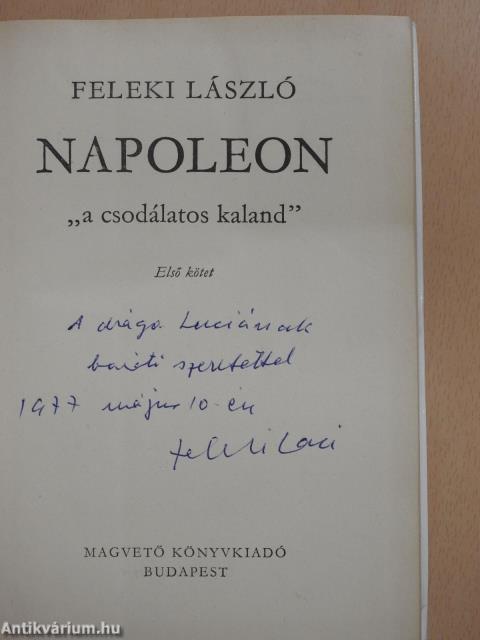 FELEKI LÁSZLÓ
NAPOLEON
„a csodálatos kaland”
Első kötet
A drága Luciának
baráti szeretettel
1977 május 10-én
Feleki Laci
MAGVETŐ KÖNYVKIADÓ
BUDAPEST
Antikvárium.hu